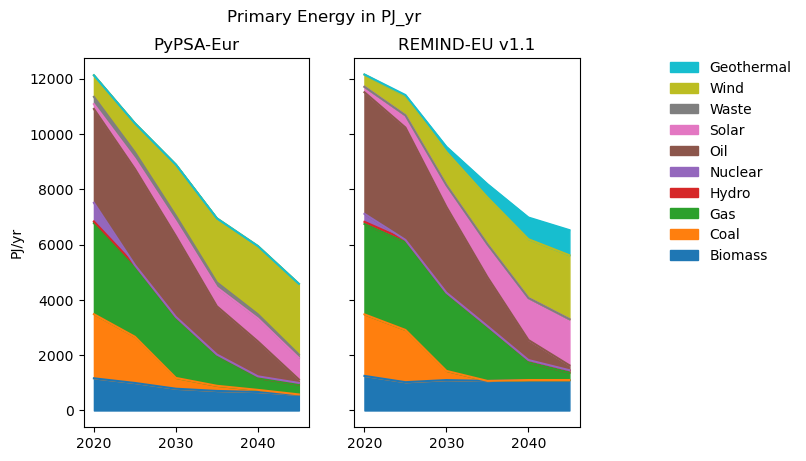 Primary Energy in PJ_yr
PyPSA-Eur
REMIND-EU v1.1
PJ/yr
12000
10000
8000
6000
4000
2000
0
2020
2030
2040
2020
2030
2040
Geothermal
Wind
Waste
Solar
Oil
Nuclear
Hydro
Gas
Coal
Biomass